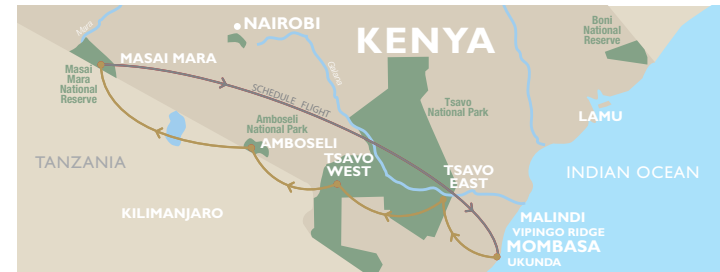 Mara
NAIROBI
KENYA
Boni
National
Reserve
MASAI MARA
Masai
Mara
National
Reserve
SCHEDULE FLIGHT
Galana
Tsavo
National Park
LAMU
Amboseli
National Park
AMBOSELI
TSAVO
WEST
TSAVO
EAST
TANZANIA
INDIAN OCEAN
KILIMANJARO
MALINDI
VIPINGO RIDGE
MOMBASA
UKUNDA